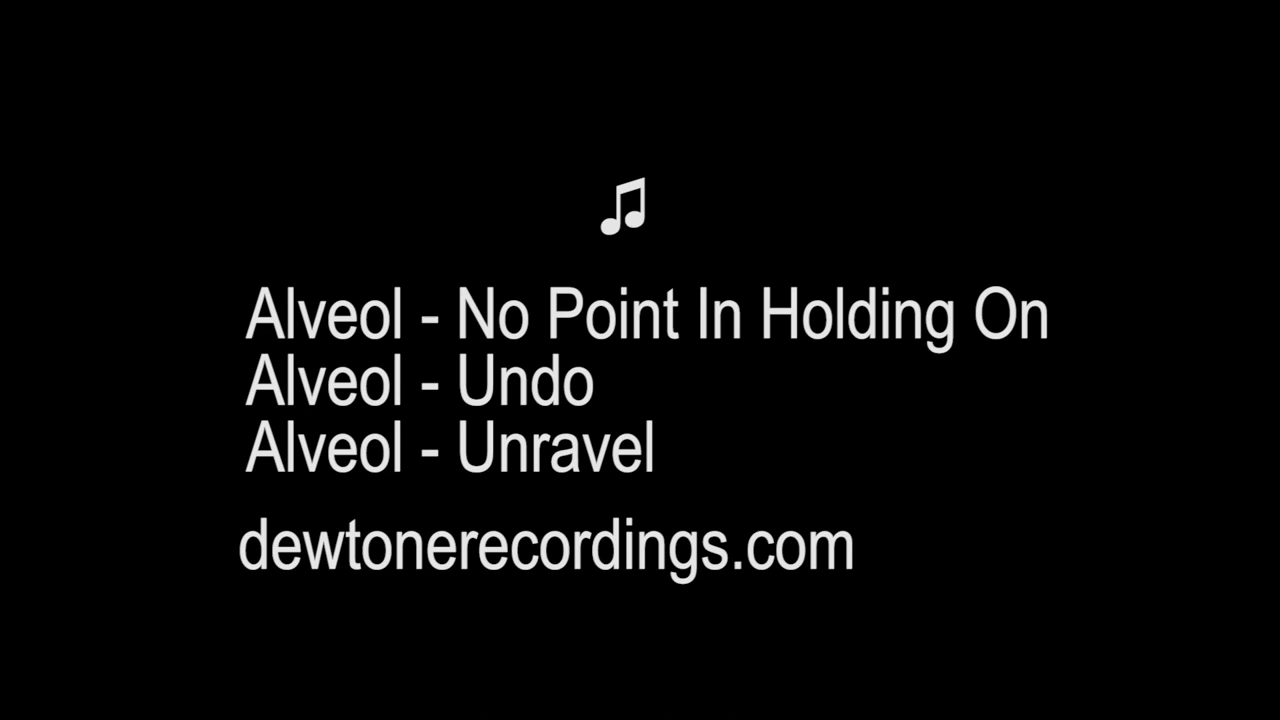 ♫
Alveol - No Point In Holding On
Alveol - Undo
Alveol - Unravel
dewtonerecordings.com